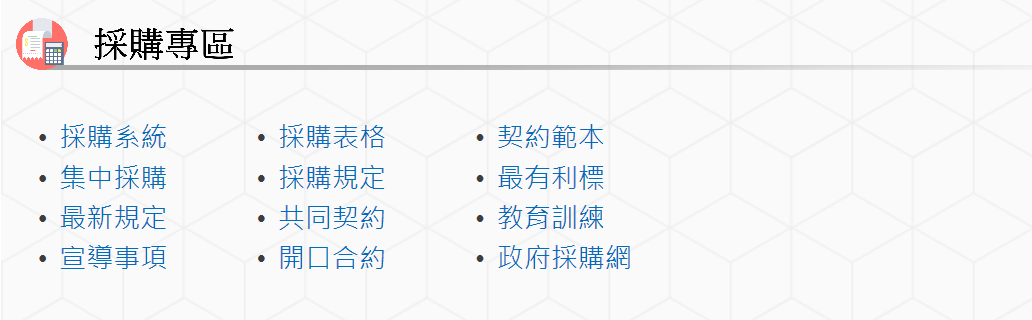 採購專區
• 採購系統 • 採購表格 • 契約範本
• 集中採購 • 採購規定 • 最有利標
• 最新規定 • 共同契約 • 教育訓練
• 宣導事項 • 開口合約 • 政府採購網